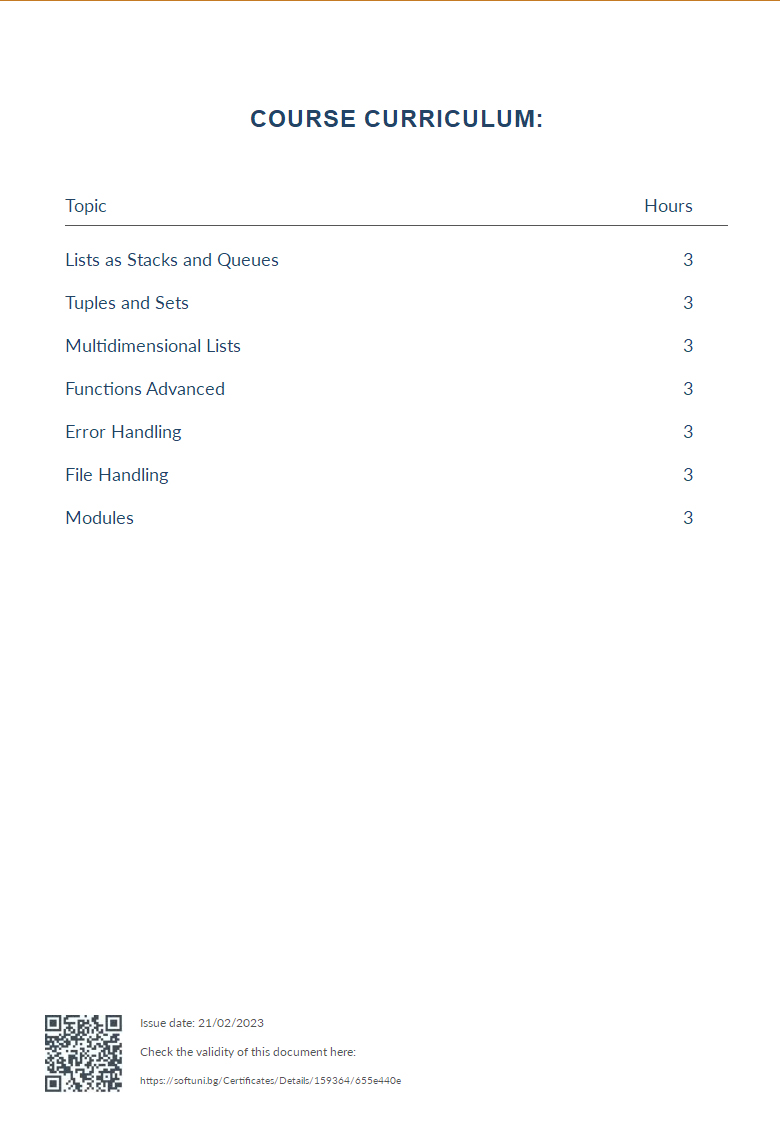 COURSE CURRICULUM:
Topic Hours
Lists as Stacks and Queues 3
Tuples and Sets 3
Multidimensional Lists 3
Functions Advanced 3
Error Handling 3
File Handling 3
Modules 3
Issue date: 21/02/2023
Check the validity of this document here:
https://softuni.bg/Certificates/Details/159364/655e440e